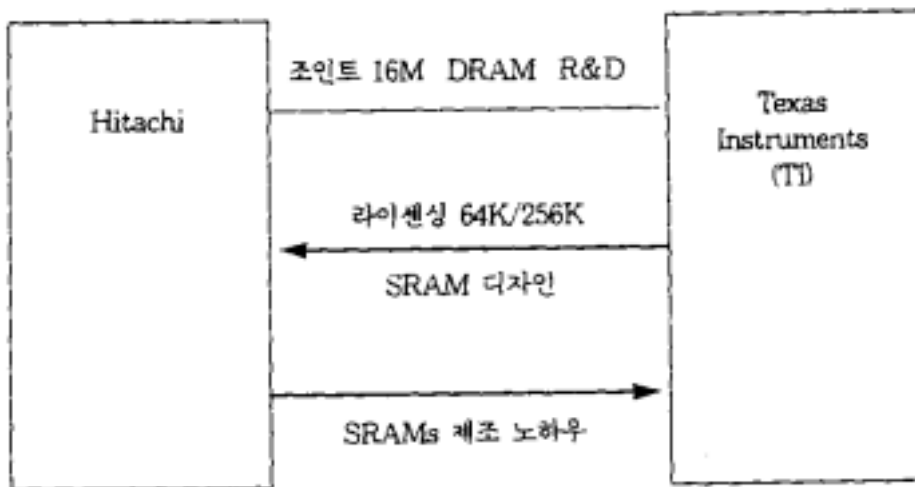 조인트 16M DRAM R&D
Hitachi
Texas
Instruments
(TI)
라이센싱 64K/256K
SRAM 디자인
SRAMs 제조 노하우